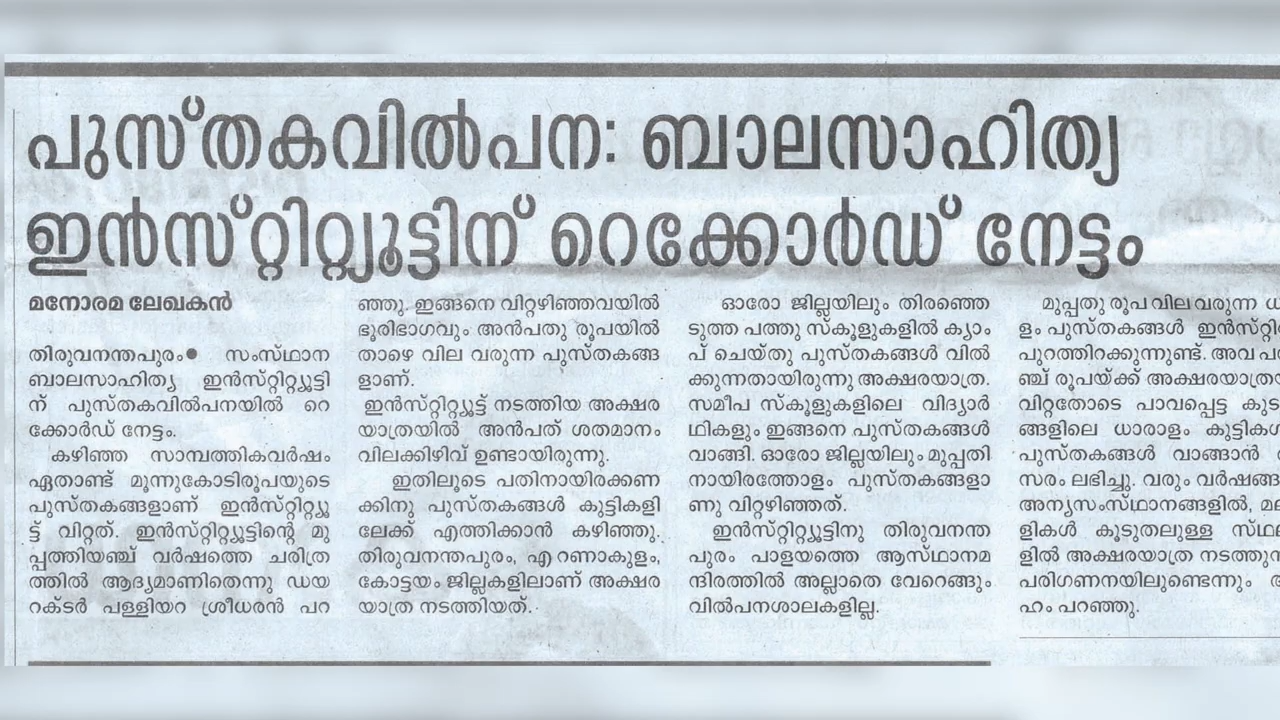 പുസ്തകവിൽപന: ബാലസാഹിത്യ
ഇൻസ്റ്റിറ്റ്യൂട്ടിന് റെക്കോർഡ് നേട്ടം
മനോരമ ലേഖകൻ
തിരുവനന്തപുരം● സംസ്ഥാന
ബാലസാഹിത്യ ഇൻസ്റ്റിറ്റ്യൂട്ടി
ന് പുസ്തകവിൽപനയിൽ റെ
ക്കോർഡ് നേട്ടം.
കഴിഞ്ഞ സാമ്പത്തികവർഷം
ഏതാണ്ട് മൂന്നുകോടിരൂപയുടെ
പുസ്തകങ്ങളാണ് ഇൻസ്റ്റിറ്റ്യൂ
ട്ട് വിറ്റത്. ഇൻസ്റ്റിറ്റ്യൂട്ടിന്റെ മു
പ്പത്തിയഞ്ച് വർഷത്തെ ചരിത്ര
ത്തിൽ ആദ്യമാണിതെന്നു ഡയ
റക്ടർ പള്ളിയറ ശ്രീധരൻ പറ
ഞ്ഞു. ഇങ്ങനെ വിറ്റഴിഞ്ഞവയിൽ
ഭൂരിഭാഗവും അൻപതു രൂപയിൽ
താഴെ വില വരുന്ന പുസ്തകങ്ങ
ളാണ്.
ഇൻസ്റ്റിറ്റ്യൂട്ട് നടത്തിയ അക്ഷര
യാത്രയിൽ അൻപത് ശതമാനം
വിലക്കിഴിവ് ഉണ്ടായിരുന്നു.
ഇതിലൂടെ പതിനായിരക്കണ
ക്കിനു പുസ്തകങ്ങൾ കുട്ടികളി
ലേക്ക് എത്തിക്കാൻ കഴിഞ്ഞു.
തിരുവനന്തപുരം, എറണാകുളം,
കോട്ടയം ജില്ലകളിലാണ് അക്ഷര
യാത്ര നടത്തിയത്.
ഓരോ ജില്ലയിലും തിരഞ്ഞെ
ടുത്ത പത്തു സ്കൂളുകളിൽ ക്യാം
പ് ചെയ്തു പുസ്തകങ്ങൾ വിൽ
ക്കുന്നതായിരുന്നു അക്ഷരയാത്ര.
സമീപ സ്കൂളുകളിലെ വിദ്യാർ
ഥികളും ഇങ്ങനെ പുസ്തകങ്ങൾ
വാങ്ങി. ഓരോ ജില്ലയിലും മുപ്പതി
നായിരത്തോളം പുസ്തകങ്ങളാ
ണു വിറ്റഴിഞ്ഞത്.
ഇൻസ്റ്റിറ്റ്യൂട്ടിനു തിരുവനന്ത
പുരം പാളയത്തെ ആസ്ഥാനമ
ന്ദിരത്തിൽ അല്ലാതെ വേറെങ്ങും
വിൽപനശാലകളില്ല.
മുപ്പതു രൂപ വില വരുന്ന
ളം പുസ്തകങ്ങൾ
പുറത്തിറക്കുന്നുണ്ട്. അവ
ഞ്ച് രൂപയ്ക്ക്
വിറ്റതോടെ പാവപ്പെട്ട
ങ്ങളിലെ ധാരാളം
പുസ്തകങ്ങൾ വാങ്ങാൻ
സരം ലഭിച്ചു. വരും
അന്യസംസ്ഥാനങ്ങളിൽ,
ളികൾ കൂടുതലുള്ള
ളിൽ അക്ഷരയാത്ര
പരിഗണനയിലുണ്ടെന്നും
ഹം പറഞ്ഞു.